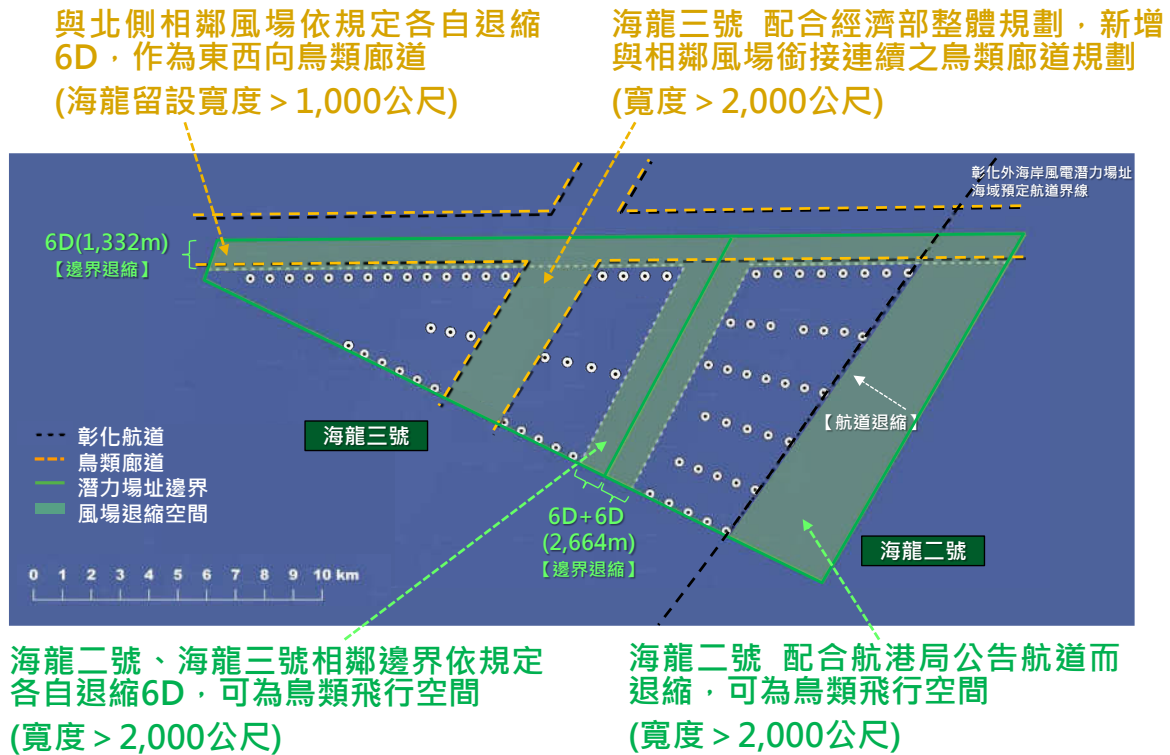 與北側相鄰風場依規定各自退縮
6D，作為東西向鳥類廊道
(海龍留設寬度＞1,000公尺)
海龍三號 配合經濟部整體規劃，新增
與相鄰風場銜接連續之鳥類廊道規劃
(寬度＞2,000公尺)
彰化外海岸風電潛力場址
海域預定航道界線
6D(1,332m)
【邊界退縮】
【航道退縮】
彰化航道
鳥類廊道
潛力場址邊界
風場退縮空間
海龍三號
6D+6D
(2,664m)
【邊界退縮】
海龍二號
0 1 2 3 4 5 6 7 8 9 10 km
海龍二號、海龍三號相鄰邊界依規定
各自退縮6D，可為鳥類飛行空間
(寬度＞2,000公尺)
海龍二號 配合航港局公告航道而
退縮，可為鳥類飛行空間
(寬度＞2,000公尺)